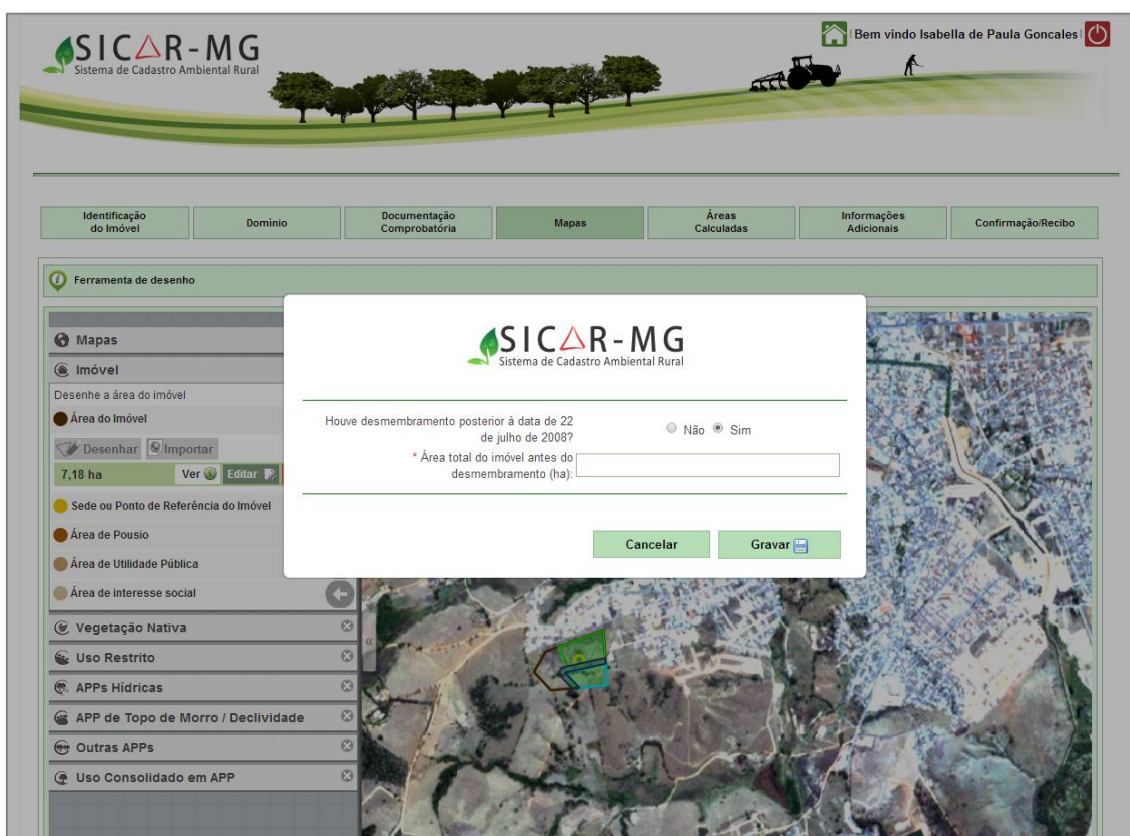 SICAR-MG
Sistema de Cadastro Ambiental Rural
Bem vindo Isabella de Paula Goncales
Identificação
do Imóvel
Domínio
Documentação
Comprobatória
Mapas
Áreas
Calculadas
Informações
Adicionais
Confirmação/Recibo
Ferramenta de desenho
Mapas
Imóvel
Desenhe a área do imóvel
Área do Imóvel
Desenhar Importar
7,18 ha Ver Editar
Sede ou Ponto de Referência do Imóvel
Área de Pousio
Área de Utilidade Pública
Área de interesse social
Vegetação Nativa
Uso Restrito
APPs Hídricas
APP de Topo de Morro / Declividade
Outras APPs
Uso Consolidado em APP
SICAR-MG
Sistema de Cadastro Ambiental Rural
Houve desmembramento posterior à data de 22
de julho de 2008?
Não Sim
* Área total do imóvel antes do
desmembramento (ha):
Cancelar Gravar